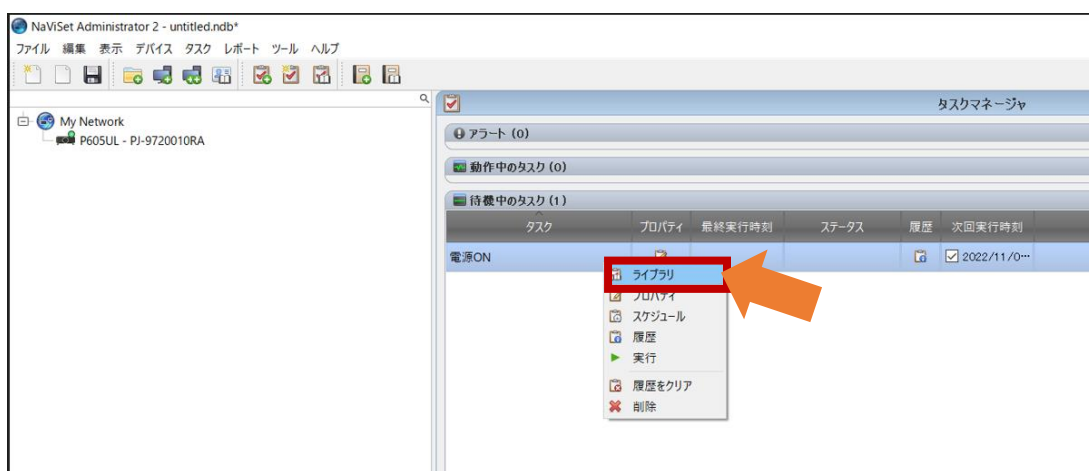 NaViSet Administrator 2 - untitled.ndb*
ファイル 編集 表示 デバイス タスク レポート ツール ヘルプ
My Network
P605UL - PJ-9720010RA
タスクマネージャ
アラート (0)
動作中のタスク (0)
待機中のタスク (1)
タスク プロパティ 最終実行時刻 ステータス 履歴 次回実行時刻
電源ON 2022/11/0…
ライブラリ
プロパティ
スケジュール
履歴
実行
履歴をクリア
削除